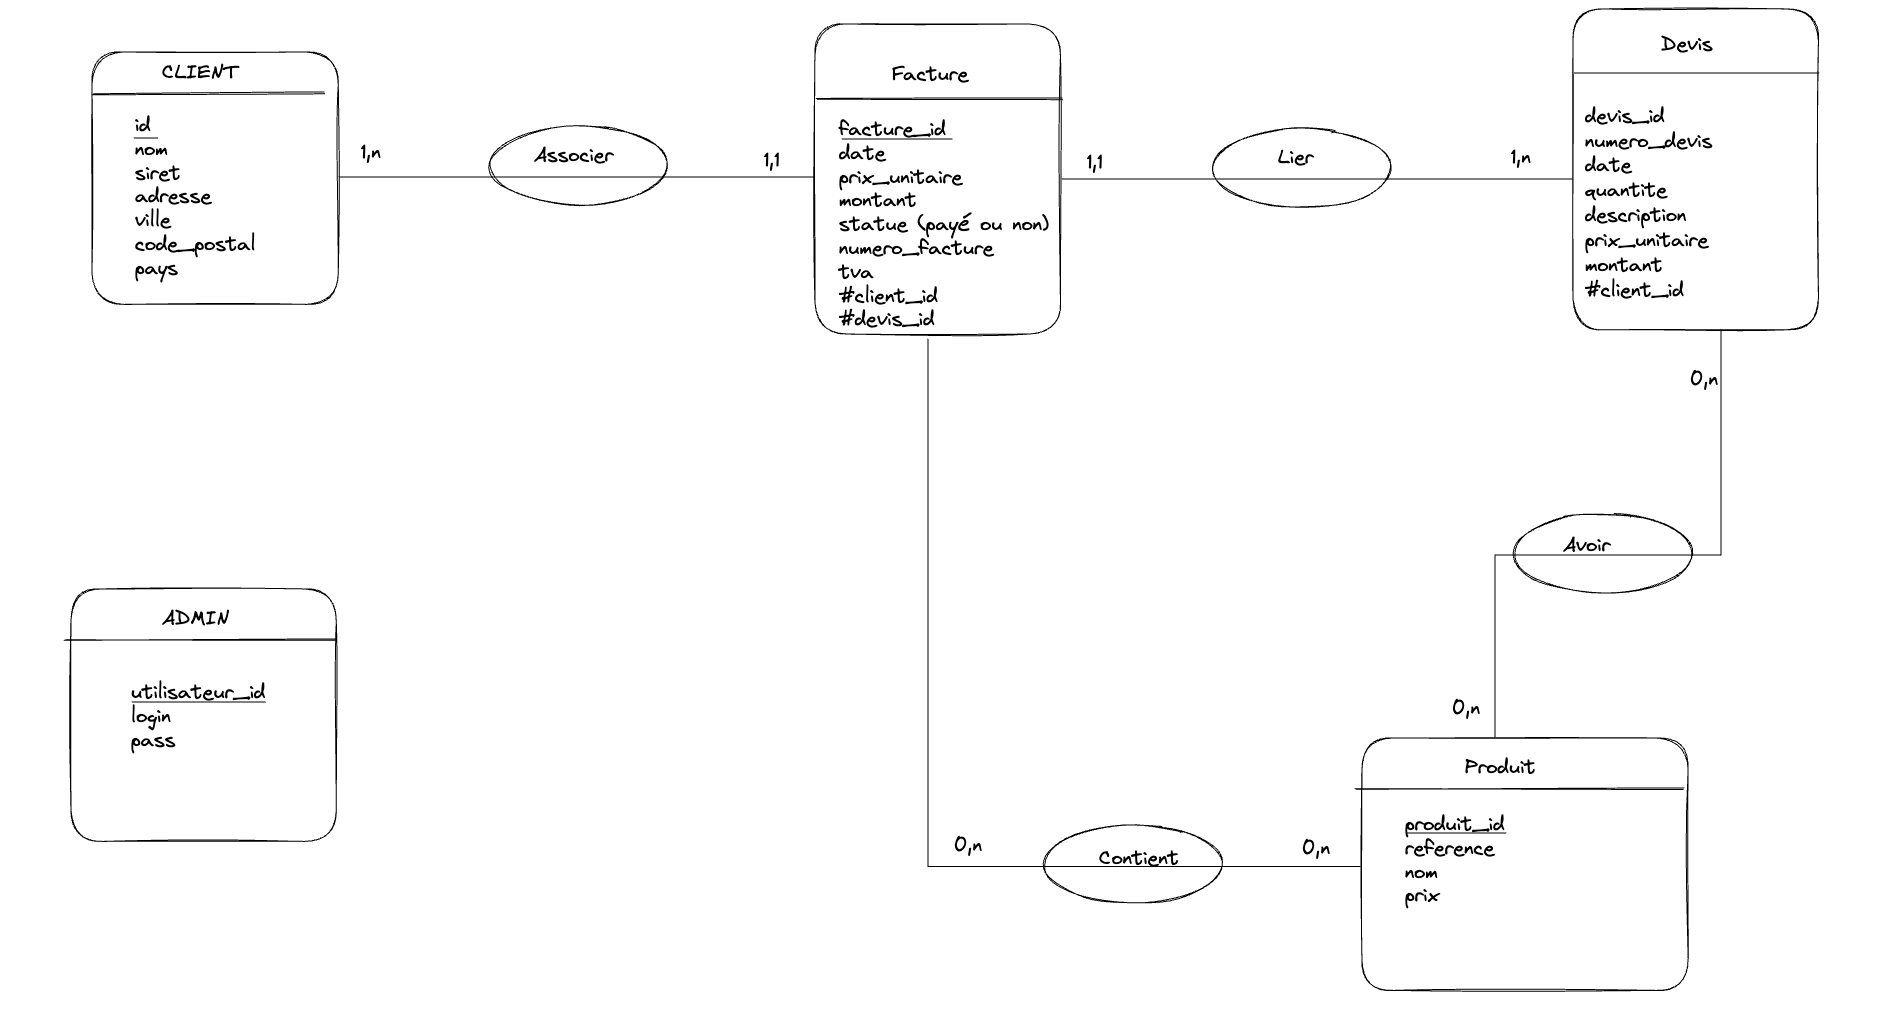 CLIENT
id
nom
siret
adresse
ville
code_postal
pays
1,n
Associer
1,1
Facture
facture_id
date
prix_unitaire
montant
statue (payé ou non)
numero_facture
tva
#client_id
#devis_id
1,1
Lier
1,n
Devis
devis_id
numero_devis
date
quantite
description
prix_unitaire
montant
#client_id
0,n
Avoir
0,n
ADMIN
utilisateur_id
login
pass
0,n
Contient
0,n
Produit
produit_id
reference
nom
prix